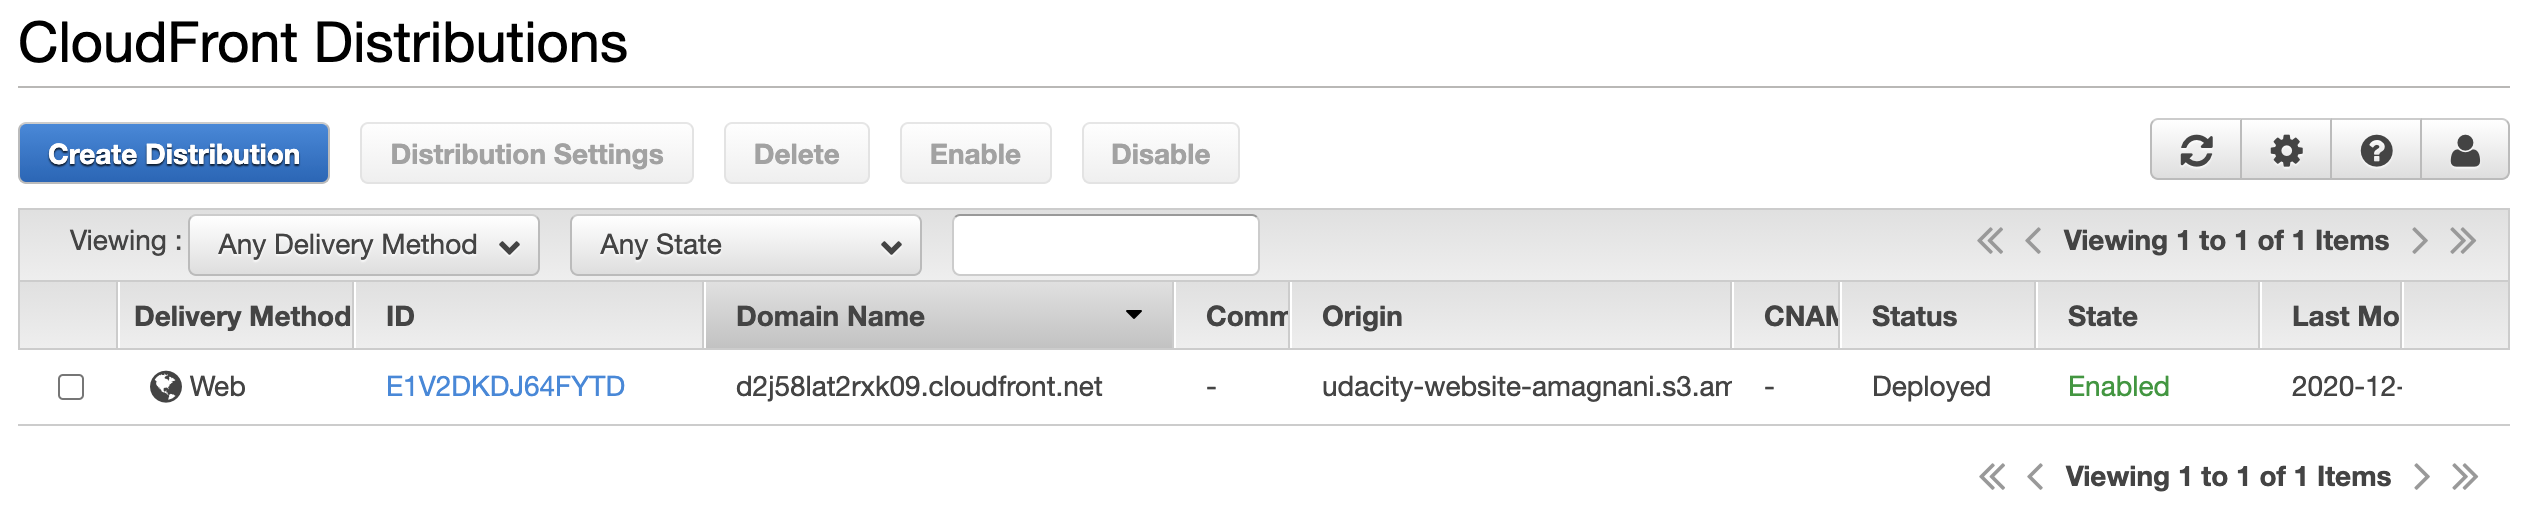 CloudFront Distributions
Create Distribution Distribution Settings Delete Enable Disable
Viewing : Any Delivery Method Any State Viewing 1 to 1 of 1 Items
Delivery Method ID Domain Name Comm Origin CNAM Status State Last Mo
Web E1V2DKDJ64FYTD d2j58lat2rxk09.cloudfront.net - udacity-website-amagnani.s3.am - Deployed Enabled 2020-12-
Viewing 1 to 1 of 1 Items